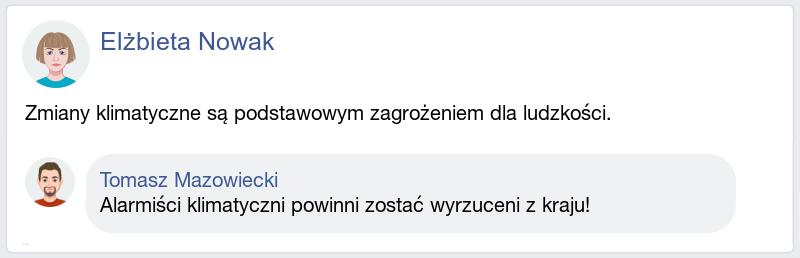 Elżbieta Nowak
Zmiany klimatyczne są podstawowym zagrożeniem dla ludzkości.
Tomasz Mazowiecki
Alarmiści klimatyczni powinni zostać wyrzuceni z kraju!